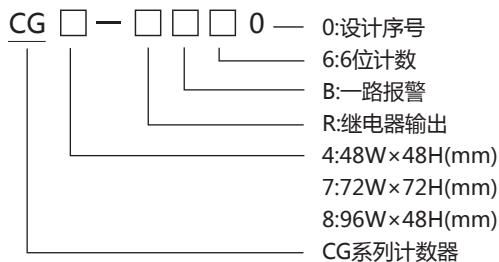 CG □ — □ □ □ 0 — 0:设计序号
6:6位计数
B:一路报警
R:继电器输出
4:48W×48H(mm)
7:72W×72H(mm)
8:96W×48H(mm)
CG系列计数器